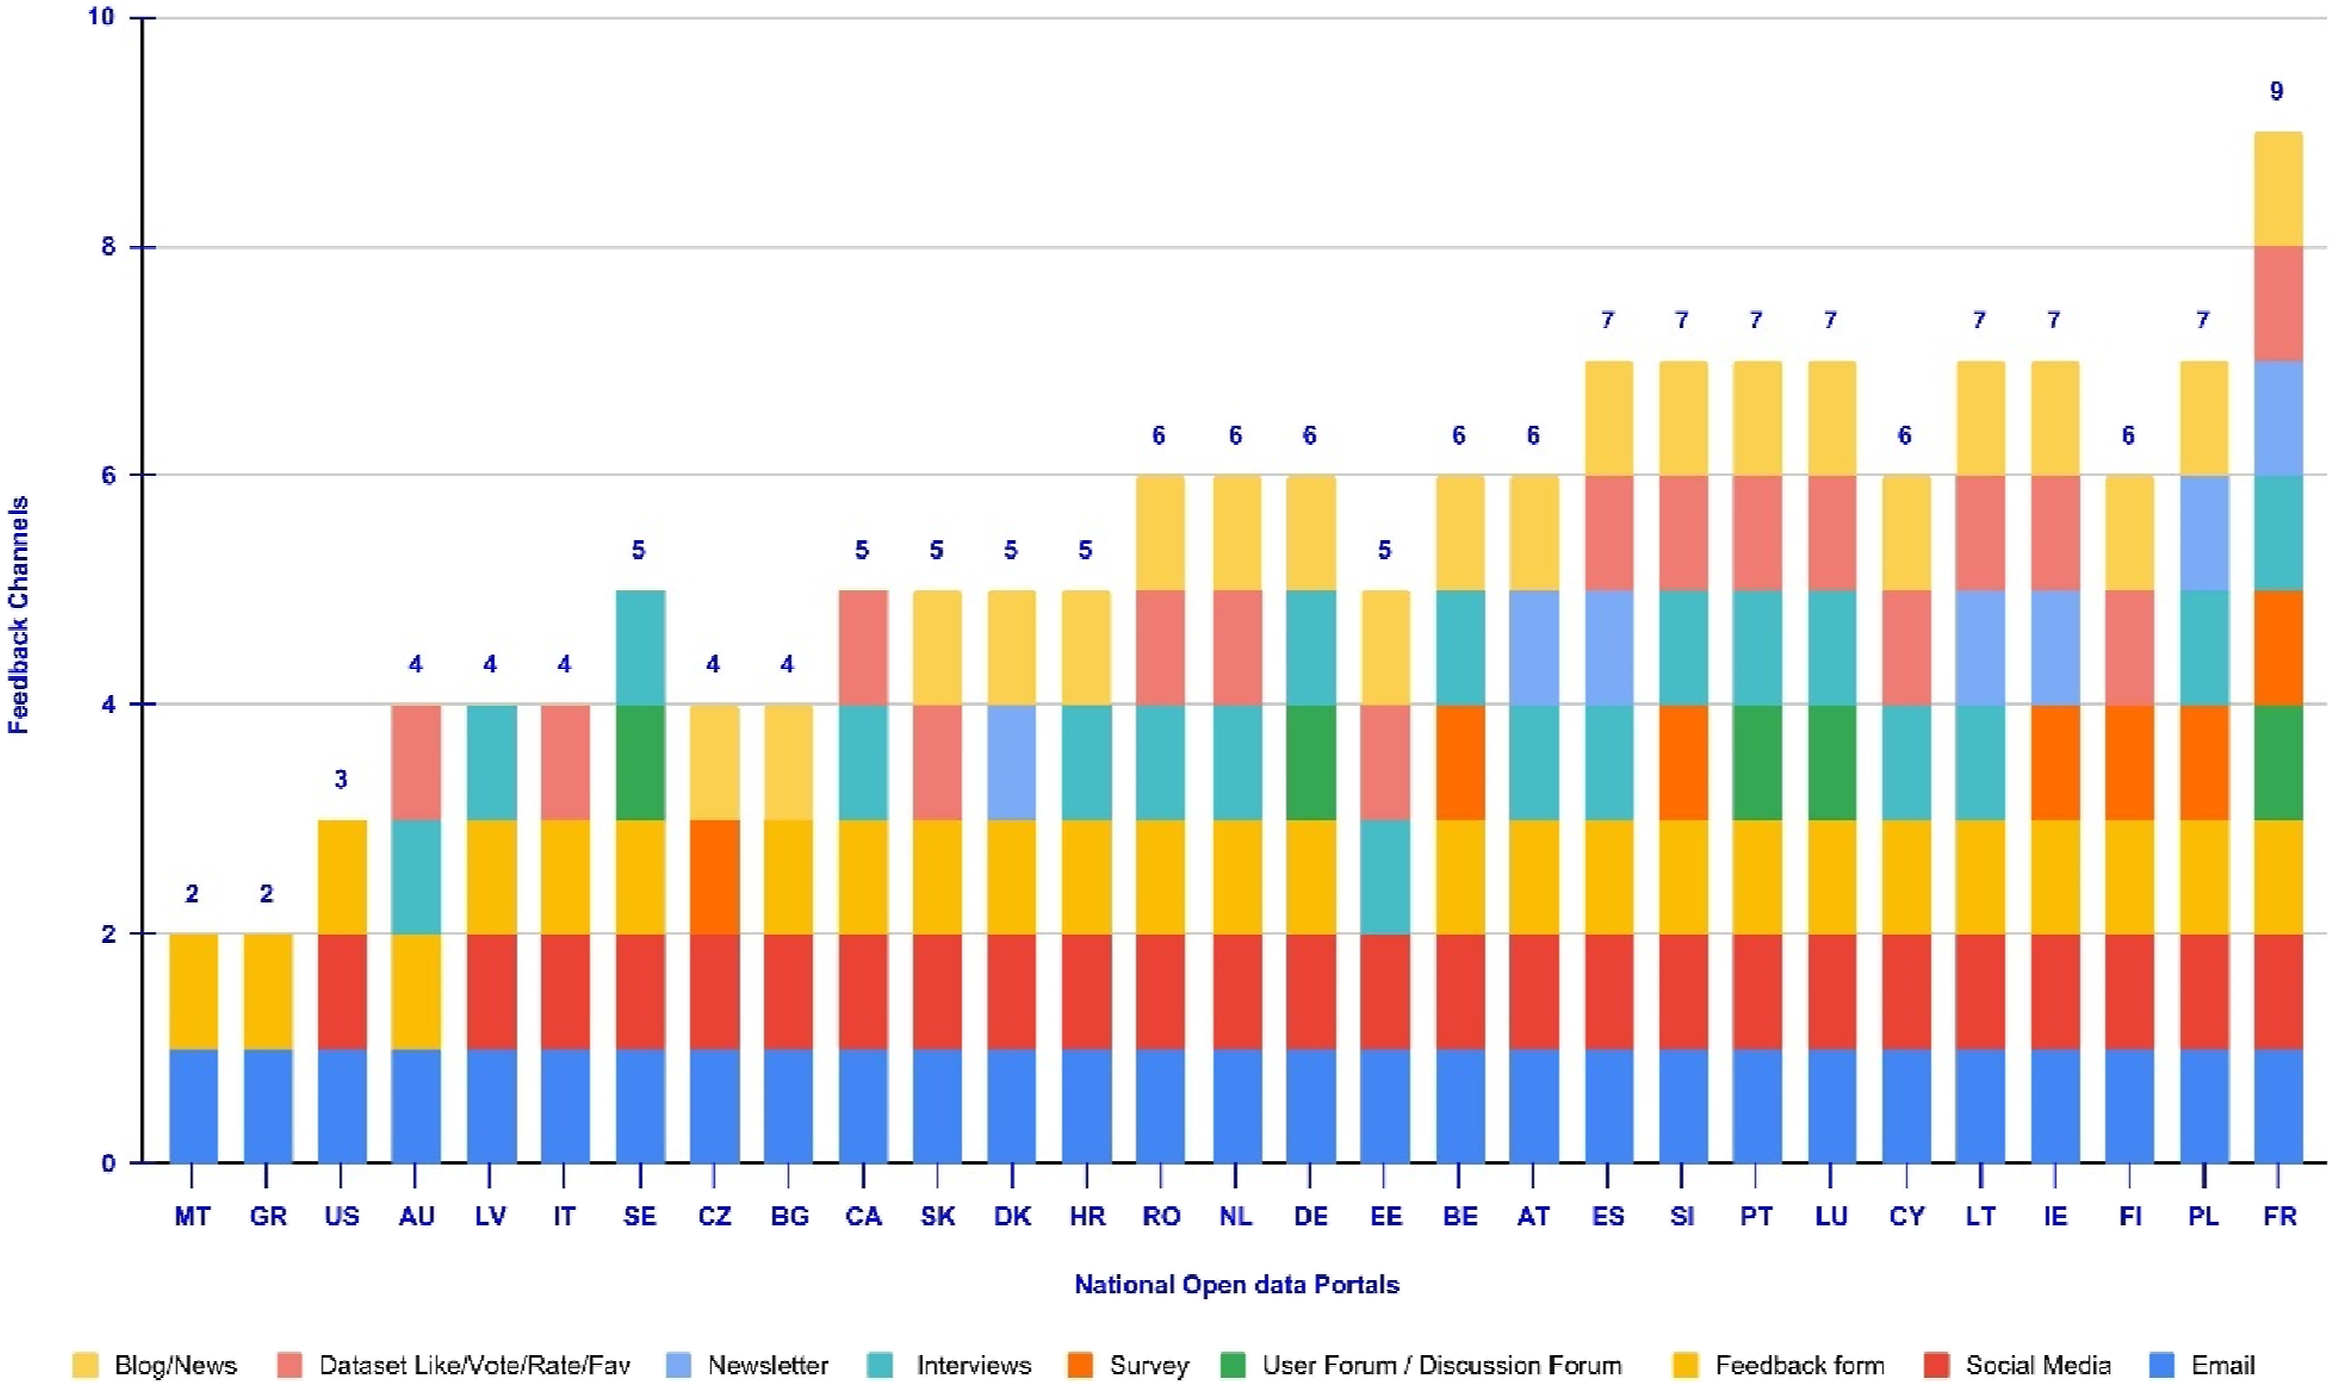 10
9
8
7 7 7 7 7 7 7
6 6 6 6 6 6 6
6
5 5 5 5 5 5
4 4 4 4 4
4
3
2 2
2
0
Feedback Channels
MT GR US AU LV IT SE CZ BG CA SK DK HR RO NL DE EE BE AT ES SI PT LU CY LT IE FI PL FR
National Open data Portals
Blog/News Dataset Like/Vote/Rate/Fav Newsletter Interviews Survey User Forum / Discussion Forum Feedback form Social Media Email